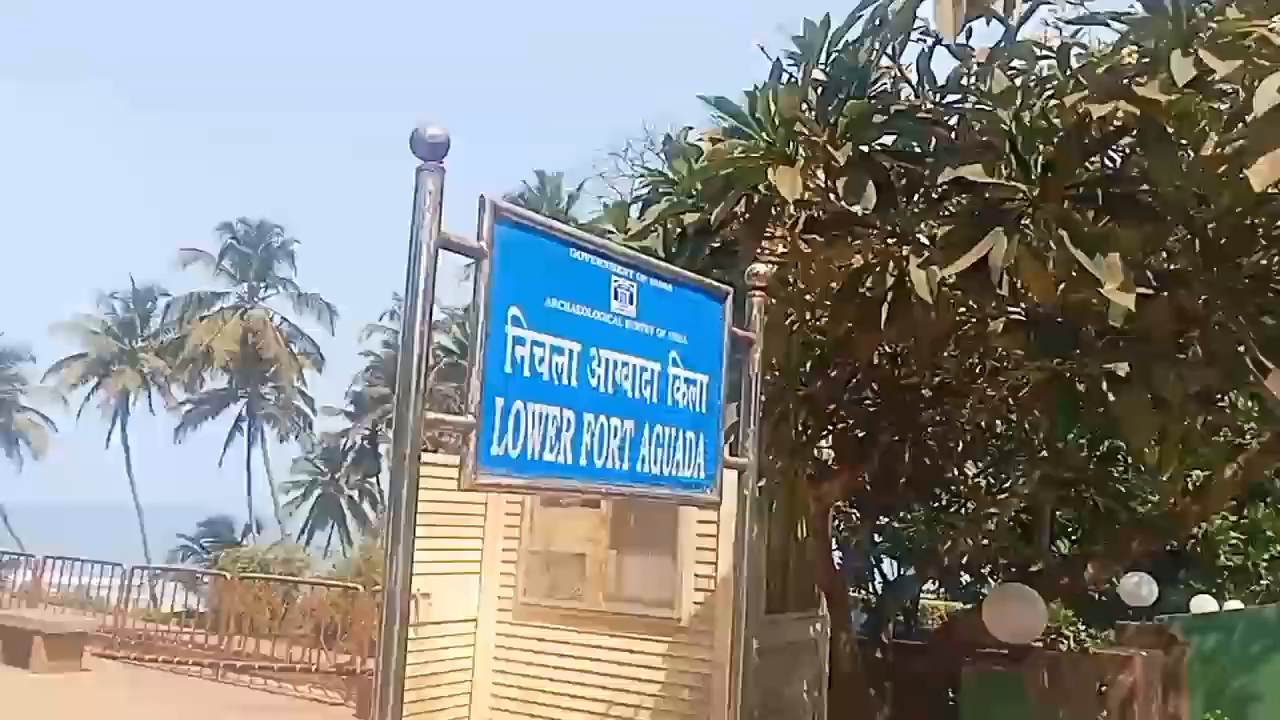 GOVERNMENT OF INDIA
ARCHAEOLOGICAL SURVEY OF INDIA
निचला आग्वादा किला
LOWER FORT AGUADA